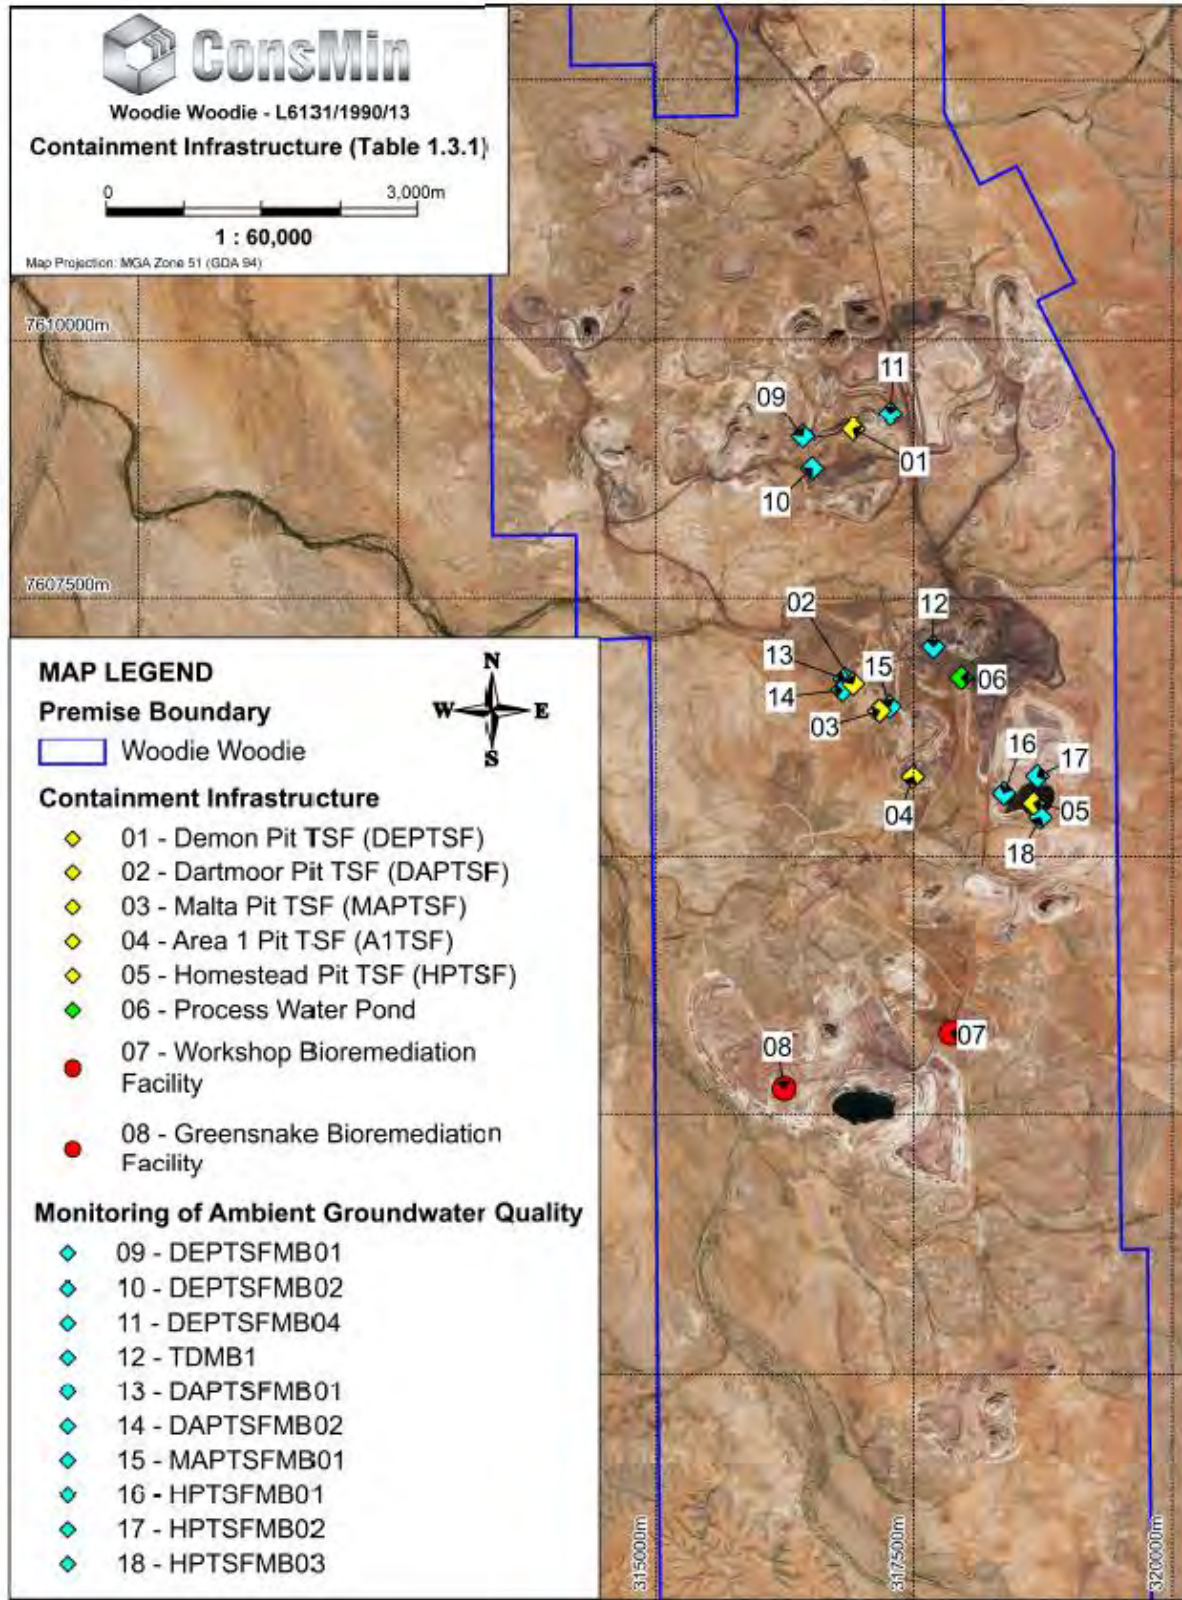 ConsMin
Woodie Woodie - L6131/1990/13
Containment Infrastructure (Table 1.3.1)
0 3,000m
1 : 60,000
Map Projection: MGA Zone 51 (GDA 94)
7610000m
11
09
01
10
7607500m
02
12
13
15
06
14
03
16
17
04
05
18
07
08
MAP LEGEND
Premise Boundary
Woodie Woodie
N
W E
S
Containment Infrastructure
01 - Demon Pit TSF (DEPTSF)
02 - Dartmoor Pit TSF (DAPTSF)
03 - Malta Pit TSF (MAPTSF)
04 - Area 1 Pit TSF (A1TSF)
05 - Homestead Pit TSF (HPTSF)
06 - Process Water Pond
07 - Workshop Bioremediation
Facility
08 - Greensnake Bioremediation
Facility
Monitoring of Ambient Groundwater Quality
09 - DEPTSFMB01
10 - DEPTSFMB02
11 - DEPTSFMB04
12 - TDMB1
13 - DAPTSFMB01
14 - DAPTSFMB02
15 - MAPTSFMB01
16 - HPTSFMB01
17 - HPTSFMB02
18 - HPTSFMB03
315000m
317500m
320000m